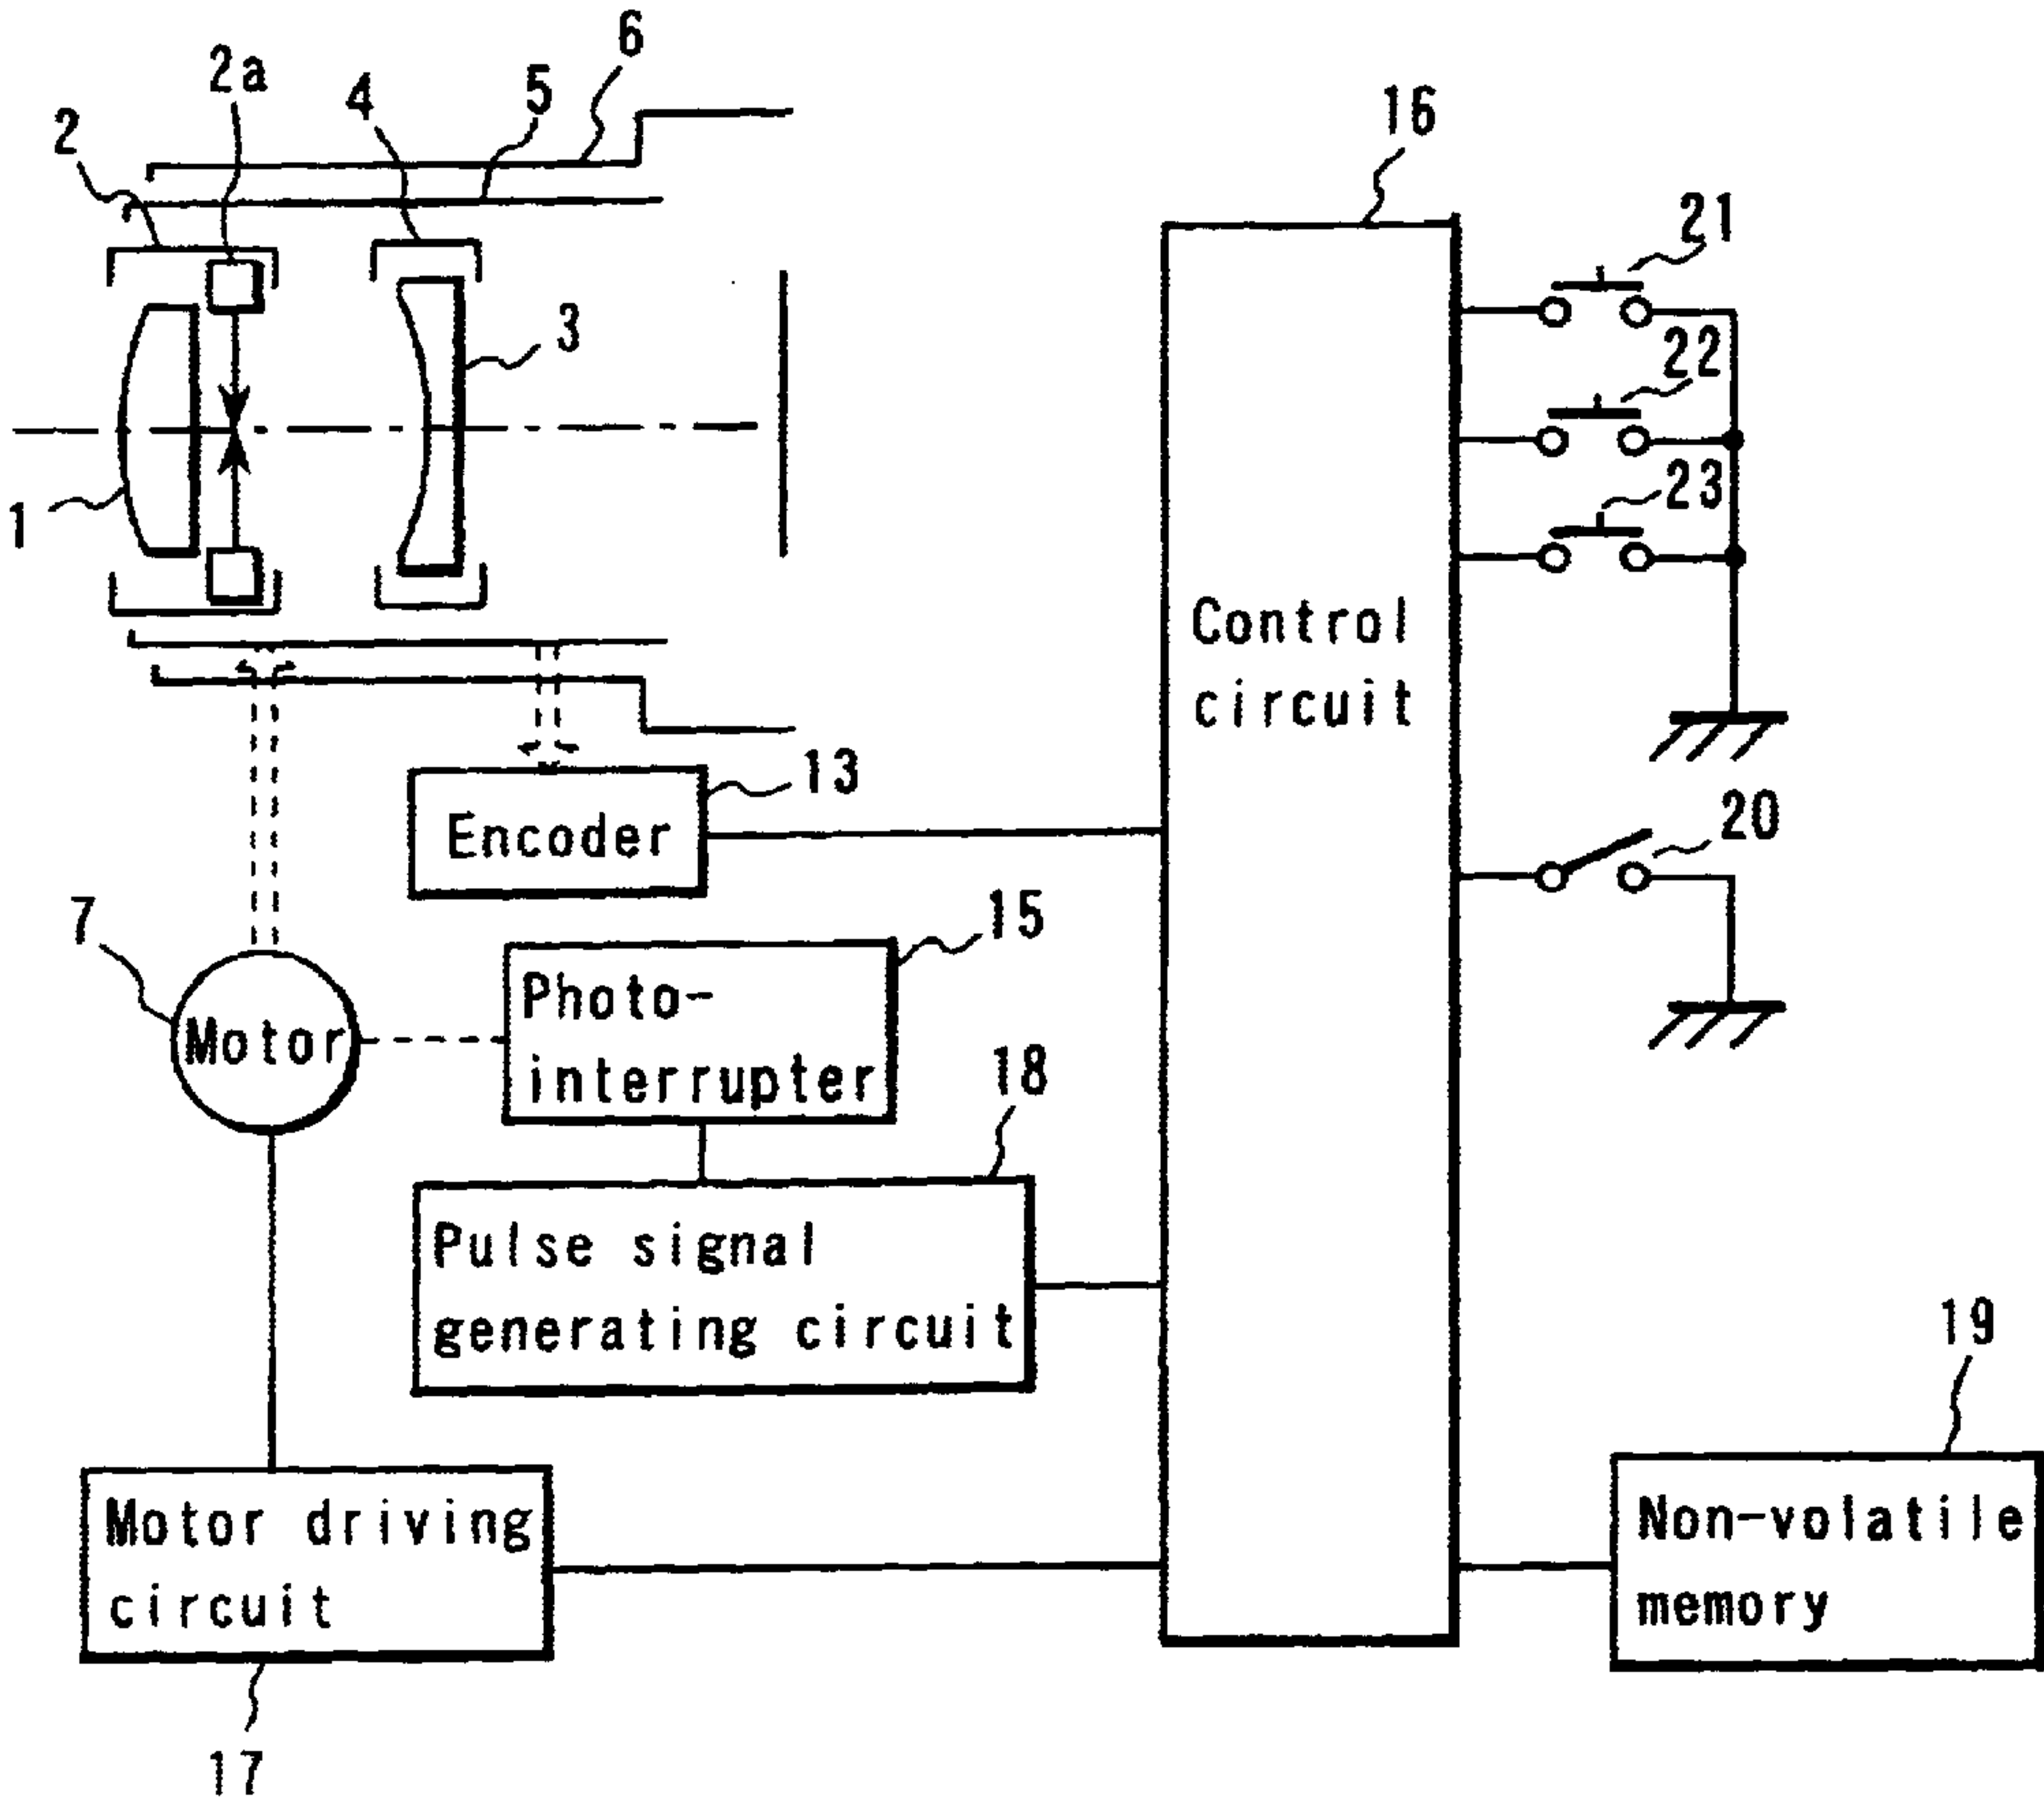 6
2a
5
4
16
2
21
3
22
23
1
Control
circuit
13
20
Encoder
15
7
Photo-
interrupter
Motor
18
Pulse signal
generating circuit
19
Motor driving
circuit
Non-volatile
memory
17